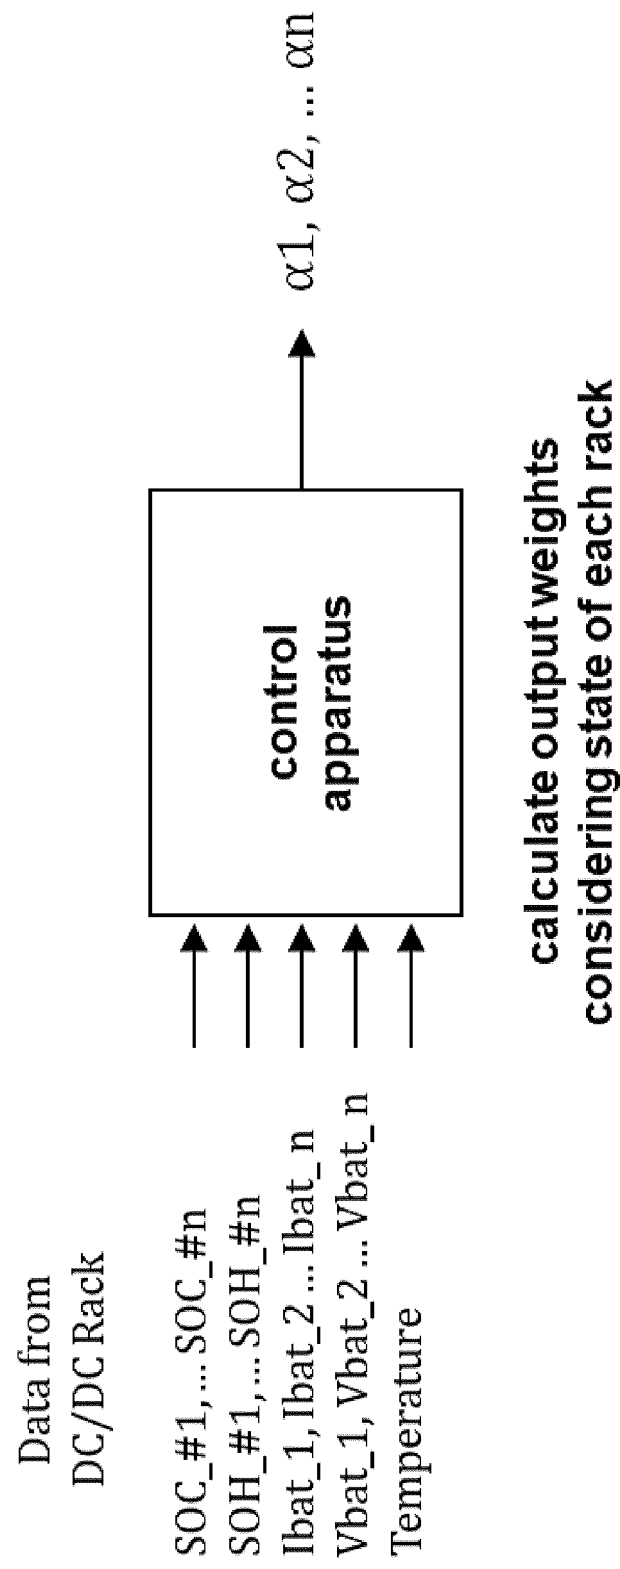 Data from
DC/DC Rack
SOC_#1,... SOC_#n
SOH_#1,... SOH_#n
Ibat_1, Ibat_2 ... Ibat_n
Vbat_1, Vbat_2 ... Vbat_n
Temperature
control
apparatus
α1, α2, ... αn
calculate output weights
considering state of each rack